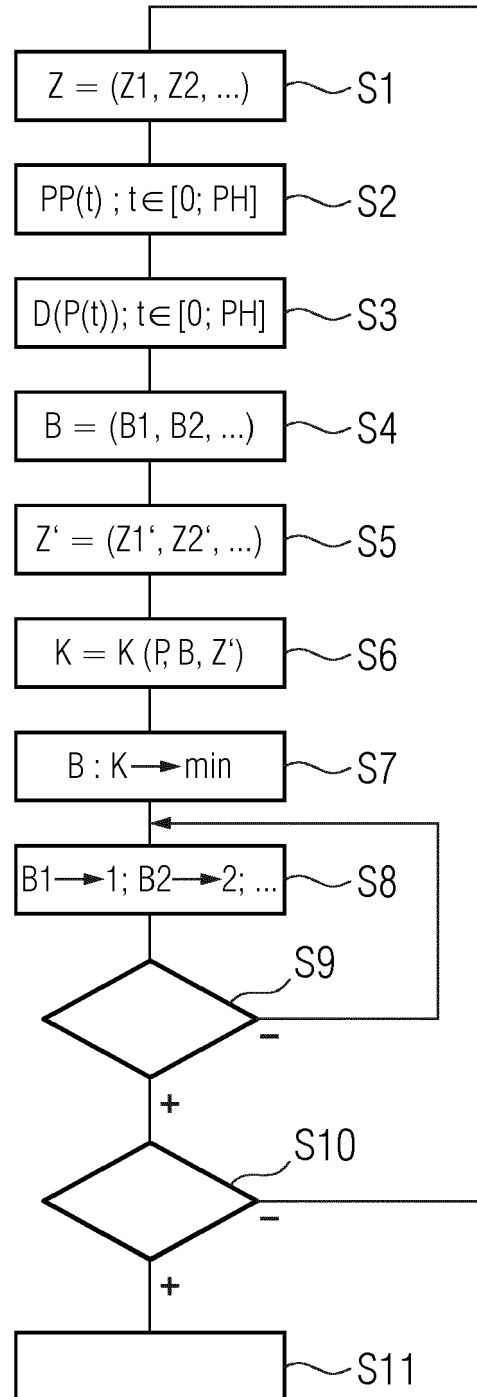 Z = (Z1, Z2, ...) S1
PP(t) ; t∈[0; PH] S2
D(P(t)); t∈[0; PH] S3
B = (B1, B2, ...) S4
Z‘ = (Z1‘, Z2‘, ...) S5
K = K (P, B, Z‘) S6
B : K → min S7
B1 → 1; B2 → 2; ... S8
S9
−
+
S10
−
+
S11